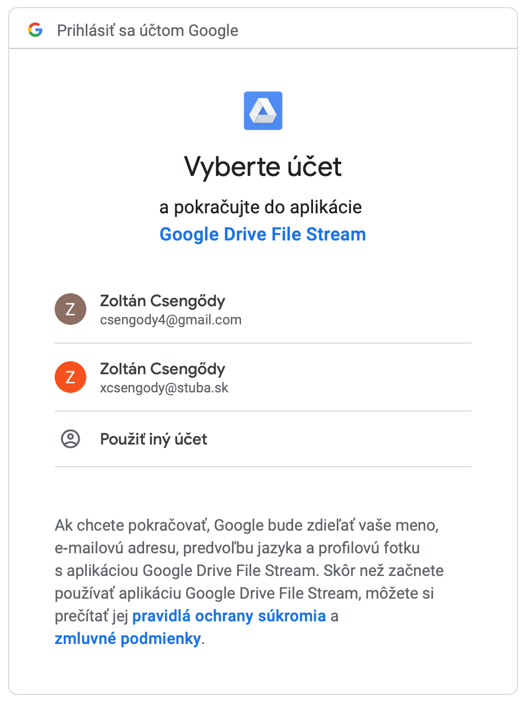 Prihlásiť sa účtom Google
Vyberte účet
a pokračujte do aplikácie
Google Drive File Stream
Z
Zoltán Csengődy
csengody4@gmail.com
Z
Zoltán Csengődy
xcsengody@stuba.sk
Použiť iný účet
Ak chcete pokračovať, Google bude zdieľať vaše meno,
e-mailovú adresu, predvoľbu jazyka a profilovú fotku
s aplikáciou Google Drive File Stream. Skôr než začnete
používať aplikáciu Google Drive File Stream, môžete si
prečítať jej pravidlá ochrany súkromia a
zmluvné podmienky.